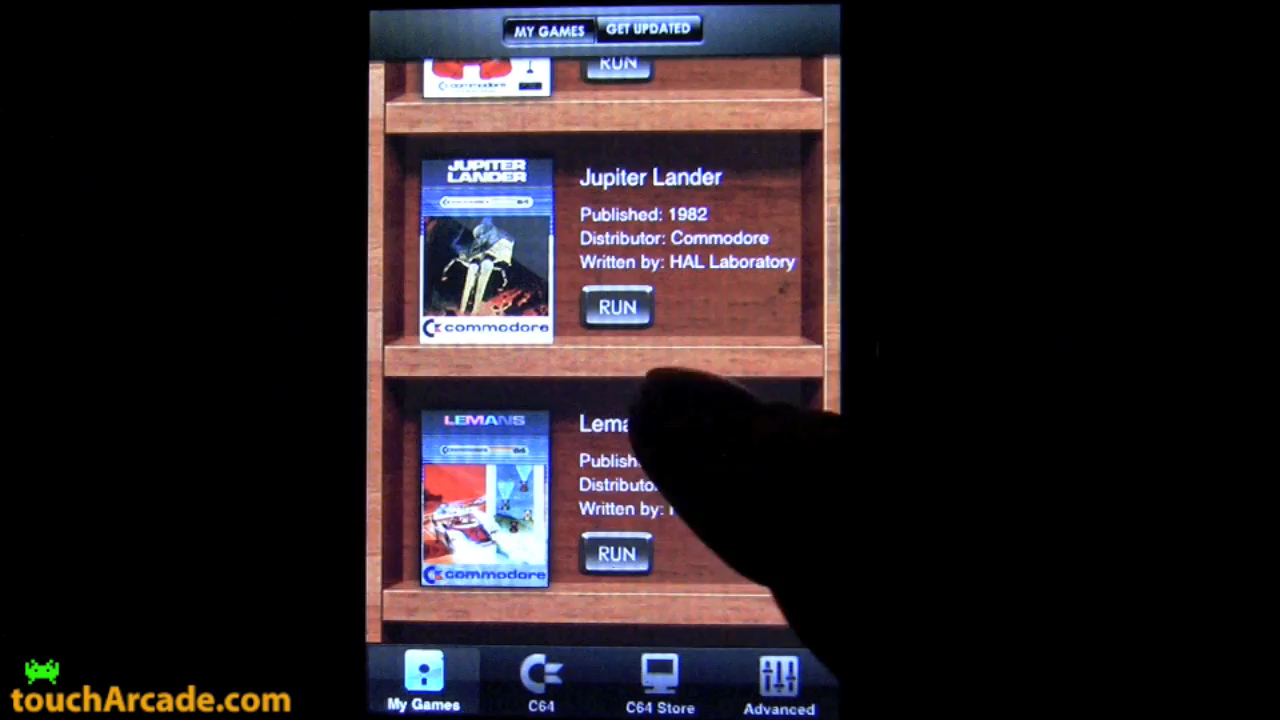 MY GAMES
GET UPDATED
commodore
RUN
JUPITER
LANDER
Jupiter Lander
Published: 1982
Distributor: Commodore
Written by: HAL Laboratory
RUN
commodore
LEMANS
Lema
Publish
Distributo
Written by:
RUN
commodore
My Games
C64
C64 Store
Advanced
touchArcade.com